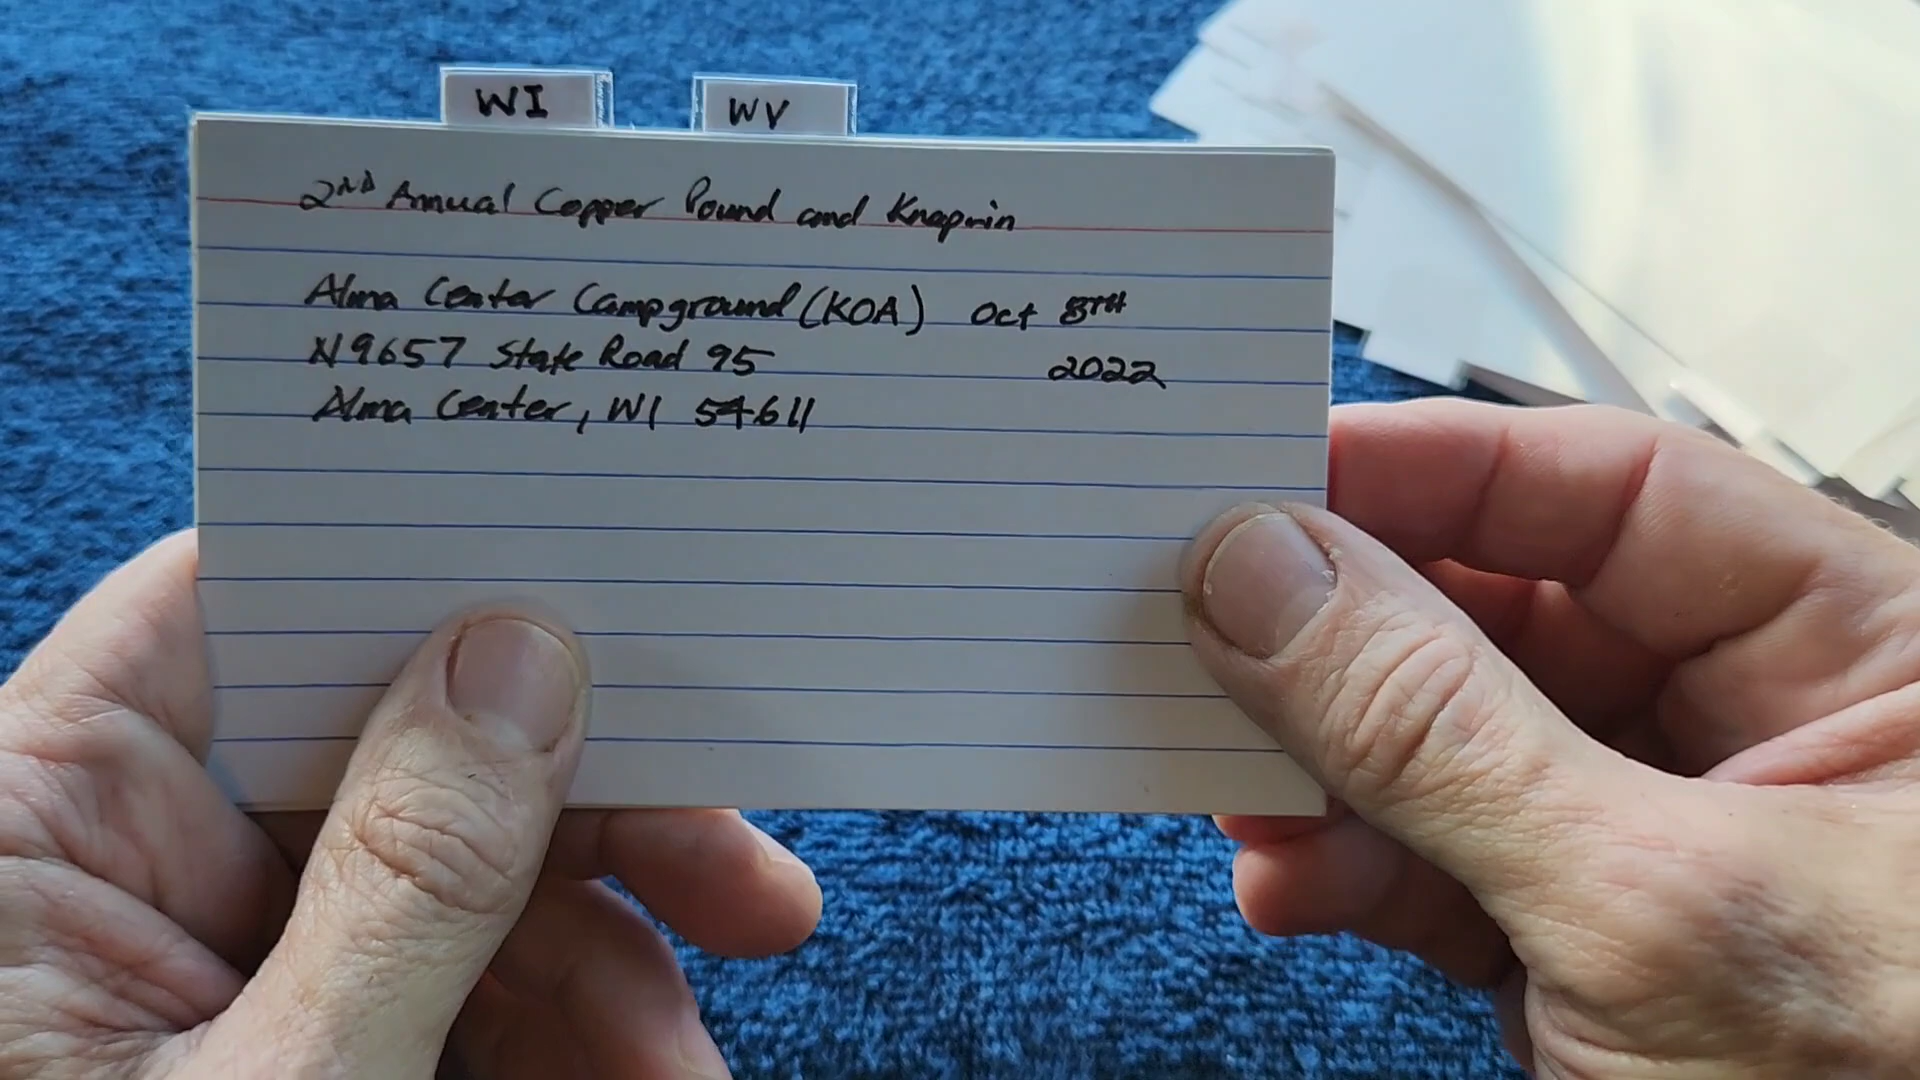 WI
WV
2ND Annual Copper Pound and Knaprin
Alma Center Campground (KOA) Oct 8TH
N9657 State Road 95 2022
Alma Center, WI 54611